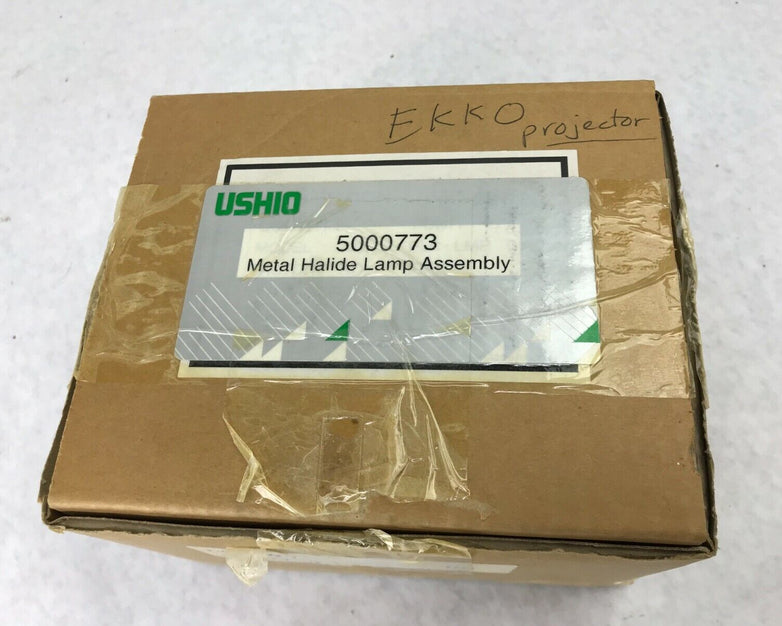 EKKO
projector
USHIO
5000773
Metal Halide Lamp Assembly